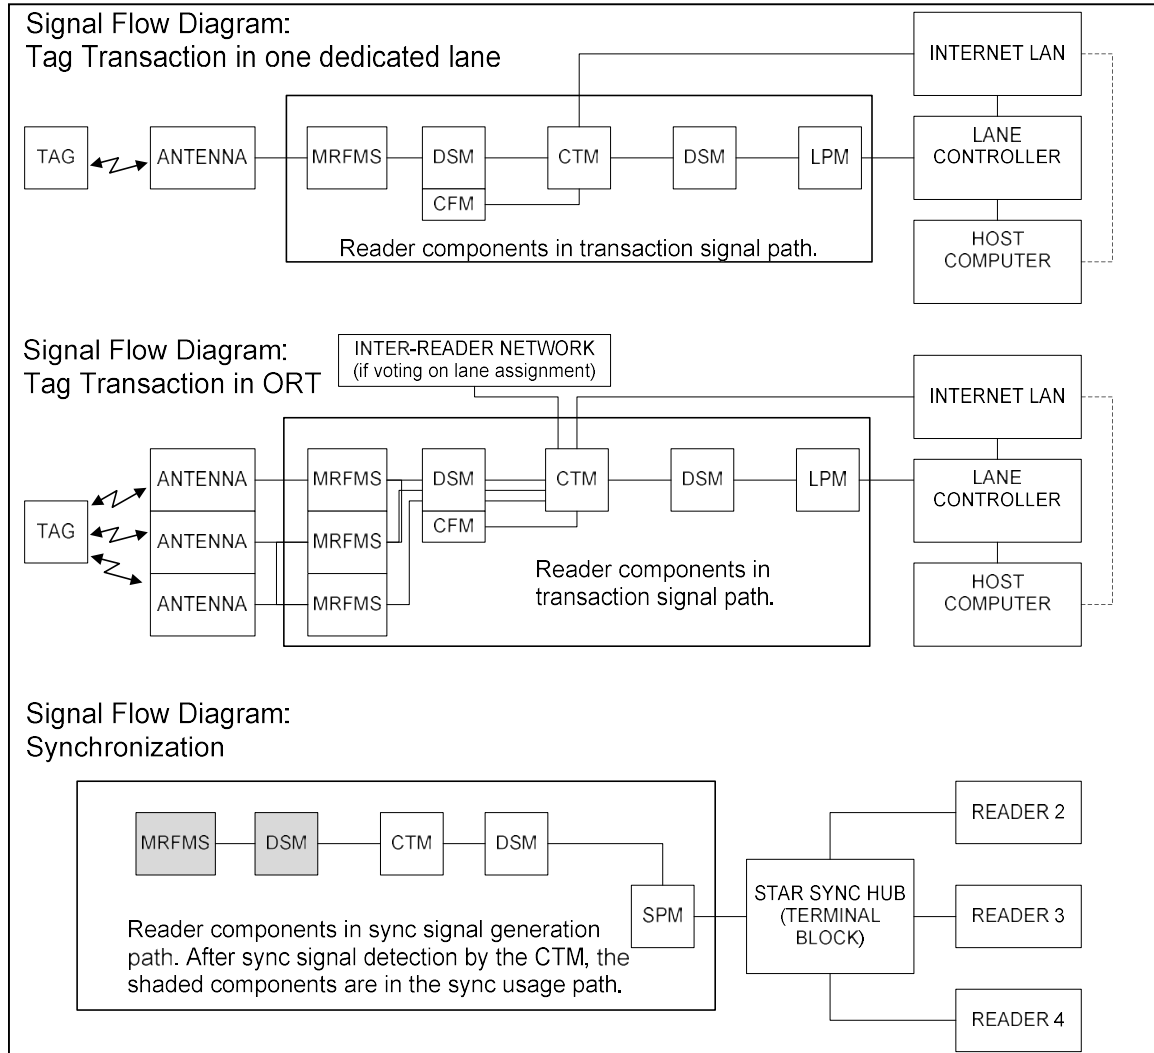 Signal Flow Diagram:
Tag Transaction in one dedicated lane
INTERNET LAN
TAG
ANTENNA
MRFMS
DSM
CFM
CTM
DSM
LPM
LANE
CONTROLLER
HOST
COMPUTER
Reader components in transaction signal path.
Signal Flow Diagram:
Tag Transaction in ORT
INTER-READER NETWORK
(if voting on lane assignment)
INTERNET LAN
TAG
ANTENNA
ANTENNA
ANTENNA
MRFMS
MRFMS
MRFMS
DSM
CFM
CTM
DSM
LPM
LANE
CONTROLLER
HOST
COMPUTER
Reader components in
transaction signal path.
Signal Flow Diagram:
Synchronization
MRFMS
DSM
CTM
DSM
SPM
Reader components in sync signal generation
path. After sync signal detection by the CTM, the
shaded components are in the sync usage path.
STAR SYNC HUB
(TERMINAL
BLOCK)
READER 2
READER 3
READER 4